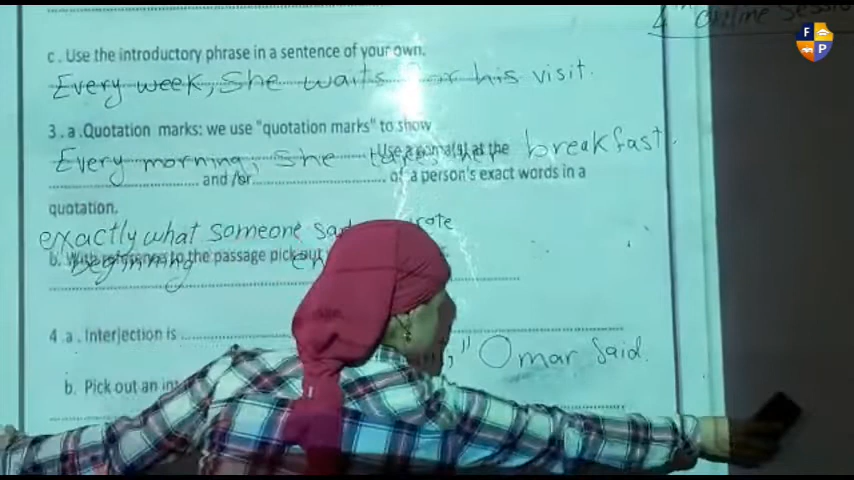 4th Online Session
c . Use the introductory phrase in a sentence of your own.
Every week, She waits for his visit.
3 . a .Quotation marks: we use "quotation marks" to show
Every morning, She takes her breakfast.
Use a comma(s) at the
and /or of a person's exact words in a
quotation.
exactly what someone said wrote
b. With reference to the passage pick out
beginning
4 .a . Interjection is
," Omar Said.
b. Pick out an
F
P